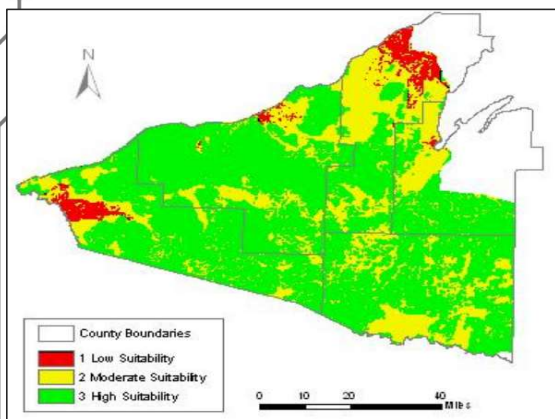 N
County Boundaries
1 Low Suitability
2 Moderate Suitability
3 High Suitability
0 10 20 40
Miles